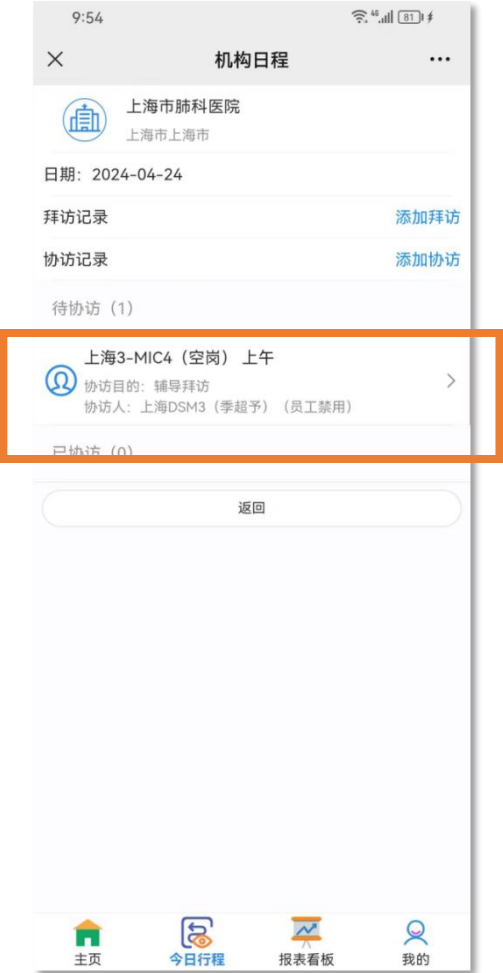 9:54
4G 81
机构日程
上海市肺科医院
上海市上海市
日期：2024-04-24
拜访记录 添加拜访
协访记录 添加协访
待协访（1）
上海3-MIC4（空岗） 上午
协访目的：辅导拜访
协访人：上海DSM3（季超予）（员工禁用）
已协访（0）
返回
主页 今日行程 报表看板 我的